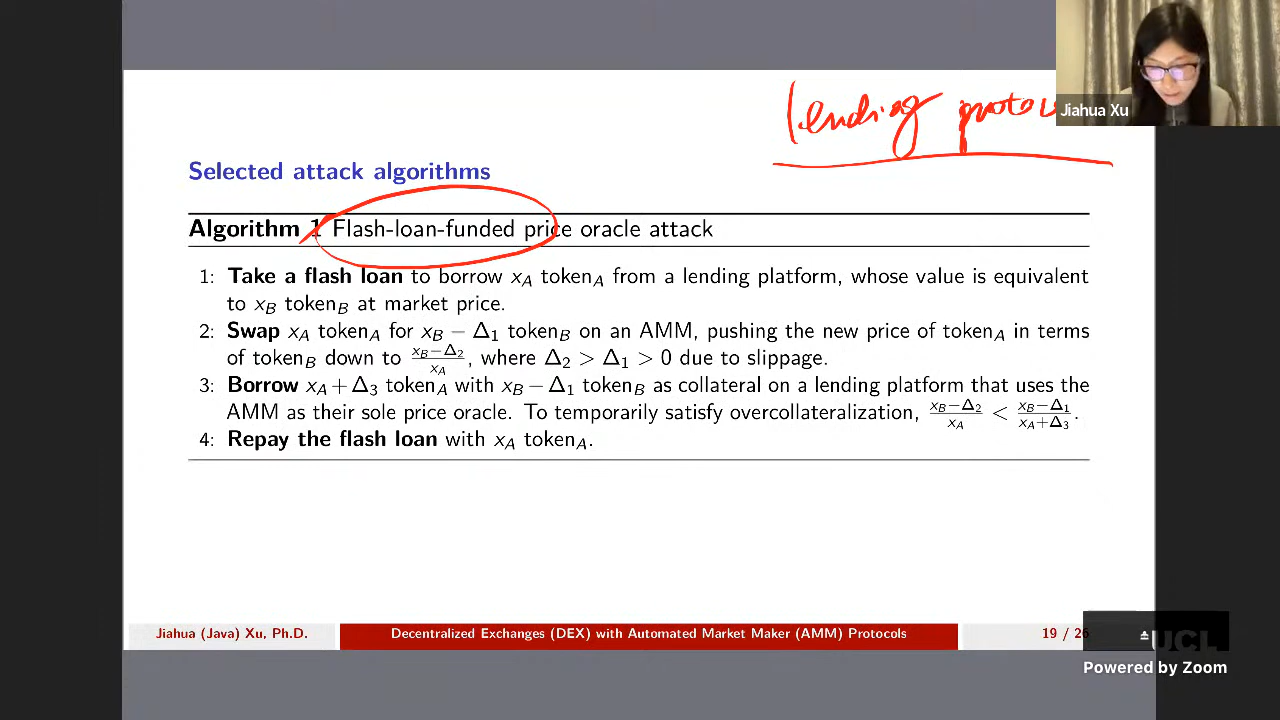 lending
Jiahua Xu
Selected attack algorithms
Algorithm 1 Flash-loan-funded price oracle attack
1: Take a flash loan to borrow x_A token_A from a lending platform, whose value is equivalent
to x_B token_B at market price.
2: Swap x_A token_A for x_B − Δ_1 token_B on an AMM, pushing the new price of token_A in terms
of token_B down to (x_B−Δ_2)/x_A, where Δ_2 > Δ_1 > 0 due to slippage.
3: Borrow x_A + Δ_3 token_A with x_B − Δ_1 token_B as collateral on a lending platform that uses the
AMM as their sole price oracle. To temporarily satisfy overcollateralization, (x_B−Δ_2)/x_A < (x_B−Δ_1)/(x_A+Δ_3).
4: Repay the flash loan with x_A token_A.
Jiahua (Java) Xu, Ph.D.
Decentralized Exchanges (DEX) with Automated Market Maker (AMM) Protocols
19 / 26
UCL
Powered by Zoom